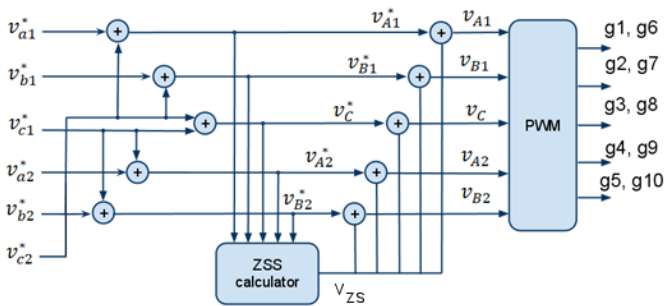 v*a1 v*A1 vA1 g1, g6
v*b1 v*B1 vB1 g2, g7
v*c1 v*C vC PWM g3, g8
v*a2 v*A2 vA2 g4, g9
v*b2 v*B2 vB2 g5, g10
v*c2
ZSS
calculator
VZS